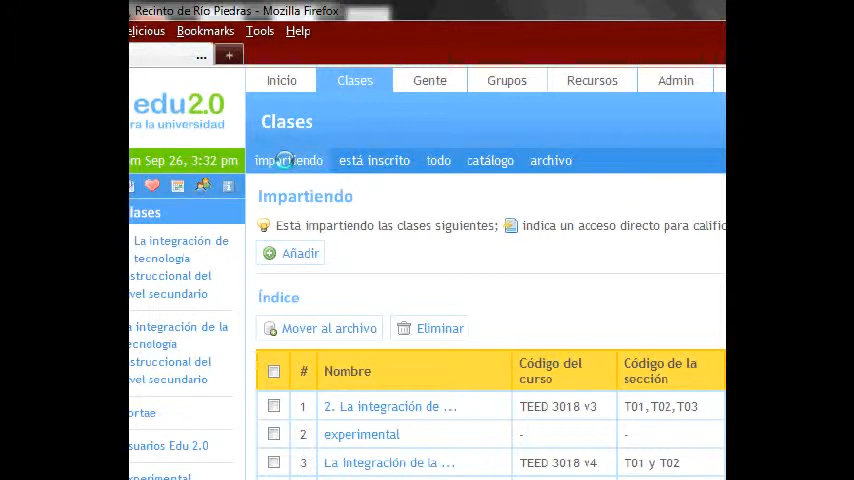 Recinto de Río Piedras - Mozilla Firefox
elicious Bookmarks Tools Help
... +
Inicio Clases Gente Grupos Recursos Admin
edu2.0
ra la universidad
Clases
om Sep 26, 3:32 pm
impartiendo está inscrito todo catálogo archivo
lases
Impartiendo
Está impartiendo las clases siguientes; indica un acceso directo para calific
La integración de
tecnología
struccional del
vel secundario
Añadir
Índice
Mover al archivo Eliminar
a integración de la
ecnología
struccional del
vel secundario
# Nombre Código del curso Código de la sección
1 2. La integración de ... TEED 3018 v3 T01,T02,T03
ortae
2 experimental - -
suarios Edu 2.0
3 La integración de la ... TEED 3018 v4 T01 y T02
xperimental